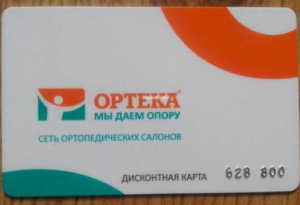 ОРТЕКА®
МЫ ДАЕМ ОПОРУ
СЕТЬ ОРТОПЕДИЧЕСКИХ САЛОНОВ
ДИСКОНТНАЯ КАРТА 628 800